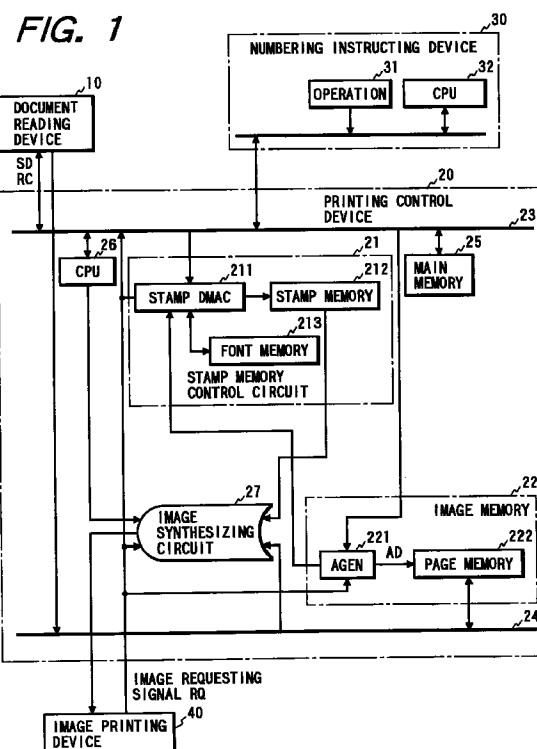 FIG. 1
30
NUMBERING INSTRUCTING DEVICE
31
32
OPERATION
CPU
10
DOCUMENT
READING
DEVICE
SD
RC
20
PRINTING CONTROL
DEVICE
23
26
CPU
21
211
212
STAMP DMAC
STAMP MEMORY
213
FONT MEMORY
STAMP MEMORY
CONTROL CIRCUIT
25
MAIN
MEMORY
27
IMAGE
SYNTHESIZING
CIRCUIT
22
IMAGE MEMORY
221
222
AGEN
AD
PAGE MEMORY
24
IMAGE REQUESTING
SIGNAL RQ
40
IMAGE PRINTING
DEVICE